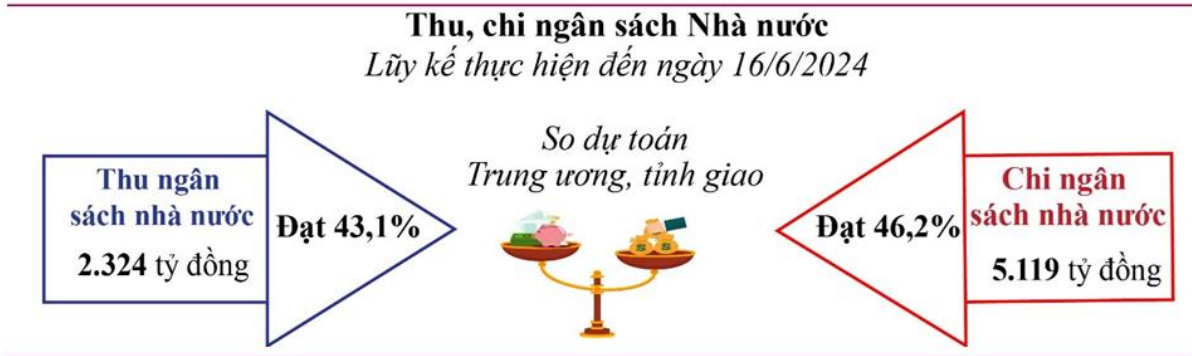 Thu, chi ngân sách Nhà nước
Lũy kế thực hiện đến ngày 16/6/2024
So dự toán
Trung ương, tỉnh giao
Thu ngân
sách nhà nước
2.324 tỷ đồng
Đạt 43,1%
Đạt 46,2%
Chi ngân
sách nhà nước
5.119 tỷ đồng